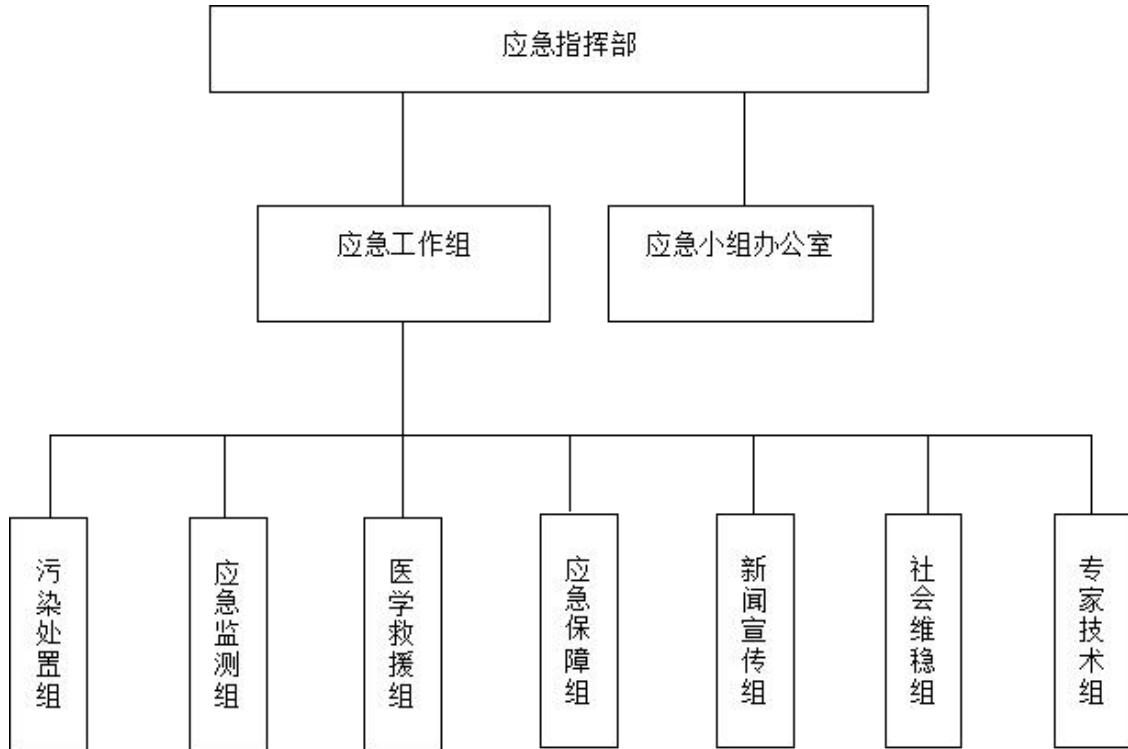 应急指挥部
应急工作组
应急小组办公室
污染处置组
应急监测组
医学救援组
应急保障组
新闻宣传组
社会维稳组
专家技术组